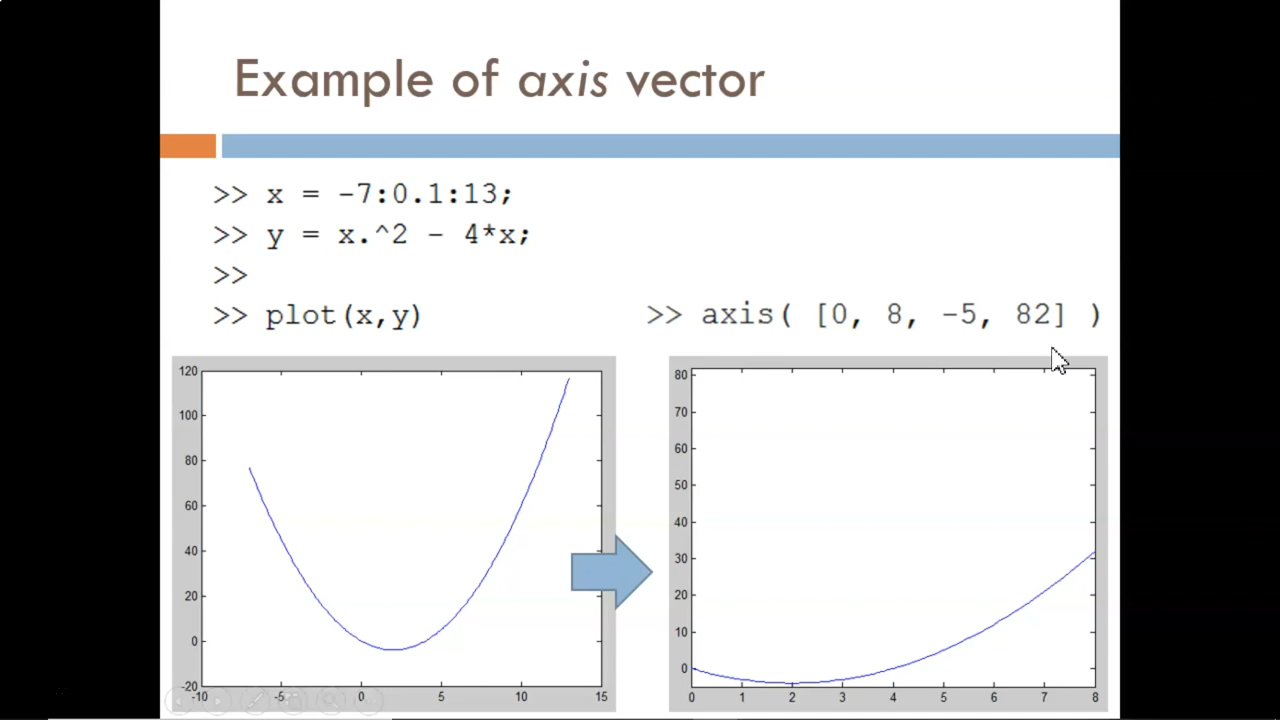 Example of axis vector
>> x = -7:0.1:13;
>> y = x.^2 - 4*x;
>>
>> plot(x,y)
>> axis( [0, 8, -5, 82] )
120
100
80
60
40
20
0
-20
-10 -5 0 5 10 15
80
70
60
50
40
30
20
10
0
0 1 2 3 4 5 6 7 8